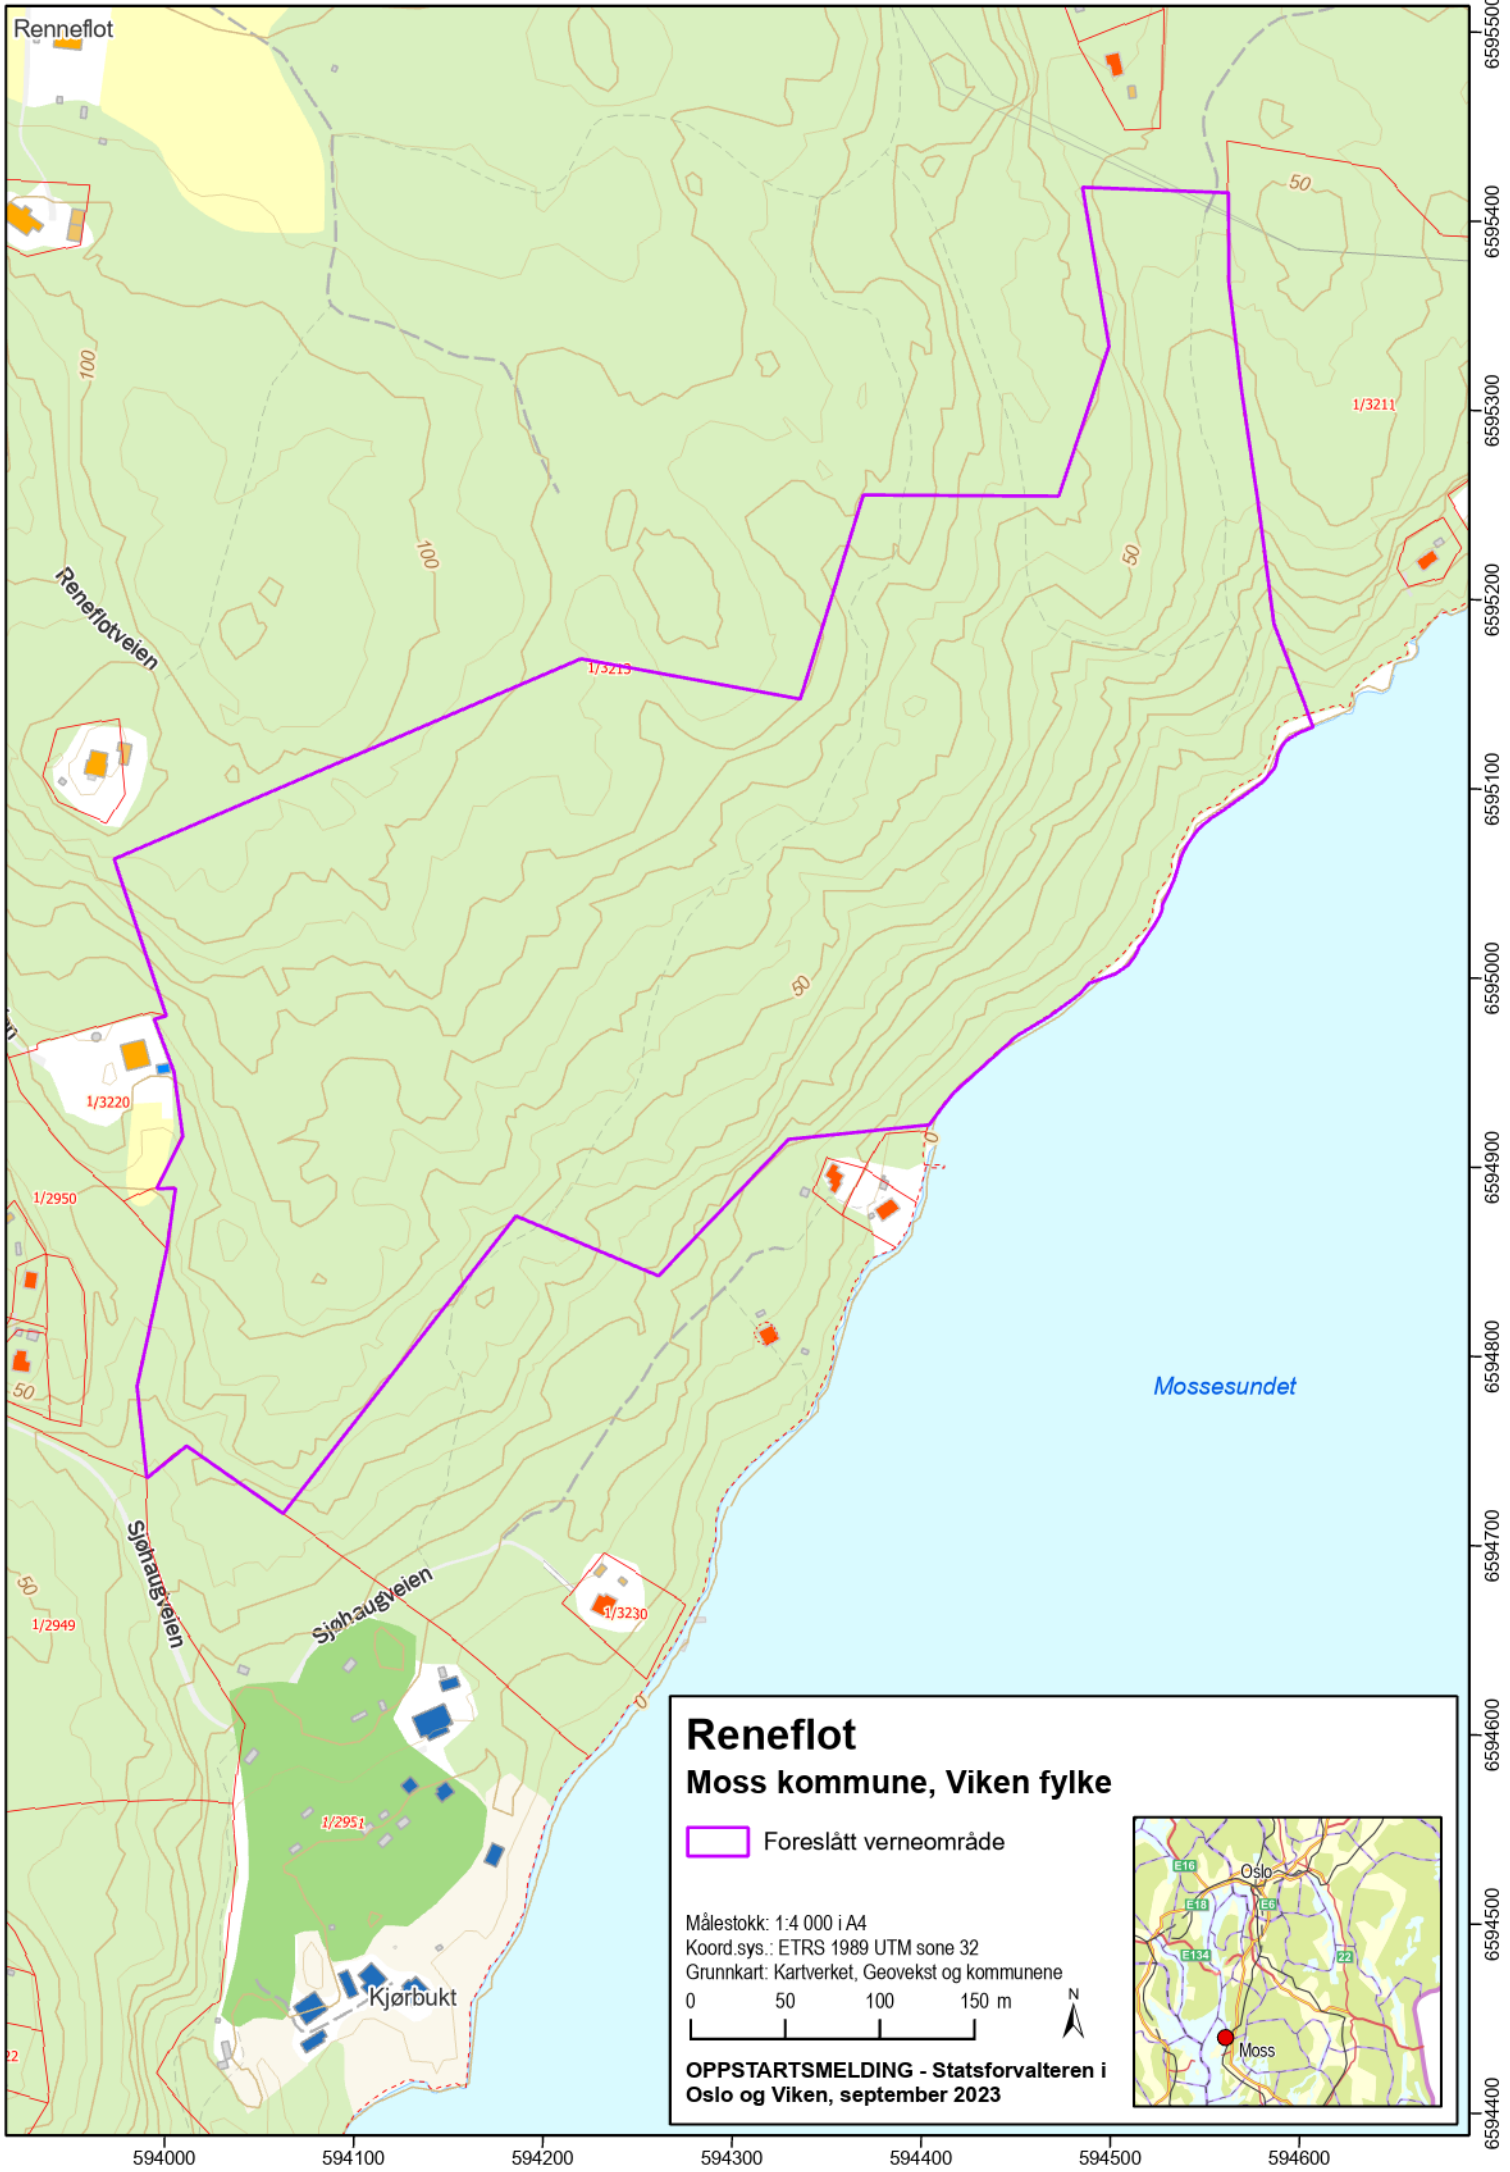 Renneflot
6595500
50
6595400
100
6595300
1/3211
100
50
Reneflotveien
6595200
1/3213
6595100
50
6595000
1/3220
0
6594900
1/2950
6594800
50
Mossesundet
6594700
Sjøhaugveien
50
Sjøhaugveien
1/2949
1/3230
0
6594600
Reneflot
Moss kommune, Viken fylke
Foreslått verneområde
1/2951
E16
Oslo
E18
E6
6594500
Målestokk: 1:4 000 i A4
Koord.sys.: ETRS 1989 UTM sone 32
E134
22
Grunnkart: Kartverket, Geovekst og kommunene
Kjørbukt
0 50 100 150 m
N
Moss
22
OPPSTARTSMELDING - Statsforvalteren i
Oslo og Viken, september 2023
6594400
594000 594100 594200 594300 594400 594500 594600